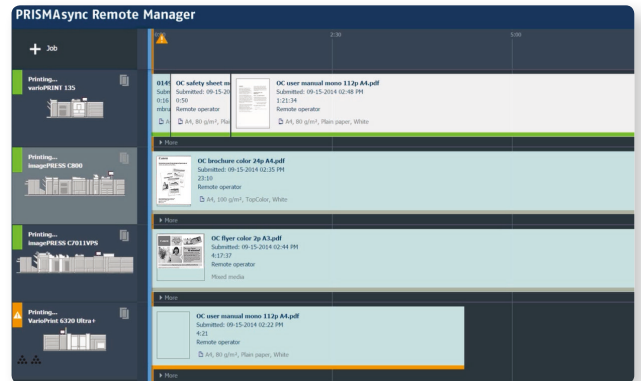 PRISMAsync Remote Manager
+ Job
2:30
5:00
Printing...
varioPRINT 135
OC safety sheet m
Submitted: 09-15-20
0:50
Remote operator
A4, 80 g/m², Plai
OC user manual mono 112p A4.pdf
Submitted: 09-15-2014 02:48 PM
1:21:34
Remote operator
A4, 80 g/m², Plain paper, White
More
Printing...
imagePRESS C800
OC brochure color 24p A4.pdf
Submitted: 09-15-2014 02:35 PM
23:10
Remote operator
A4, 100 g/m², TopColor, White
More
Printing...
imagePRESS C7011VPS
OC flyer color 2p A3.pdf
Submitted: 09-15-2014 02:44 PM
4:17:37
Remote operator
Mixed media
More
Printing...
VarioPrint 6320 Ultra+
OC user manual mono 112p A4.pdf
Submitted: 09-15-2014 02:22 PM
4:21
Remote operator
A4, 80 g/m², Plain paper, White
More